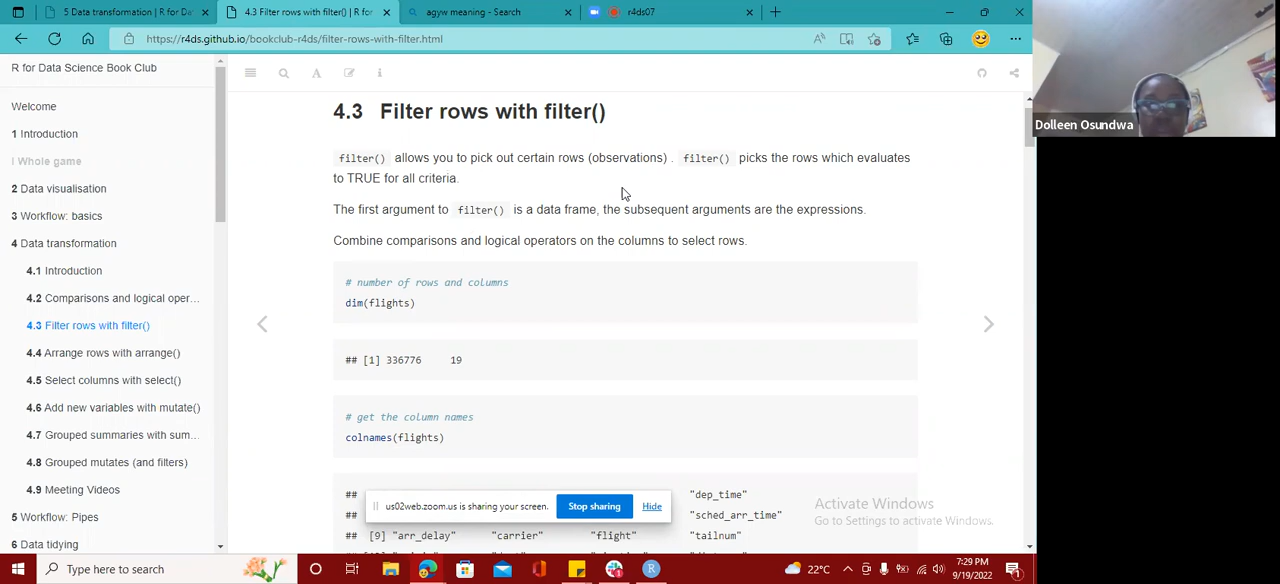 5 Data transformation | R for Da
4.3 Filter rows with filter() | R for
agyw meaning - Search
r4ds07
https://r4ds.github.io/bookclub-r4ds/filter-rows-with-filter.html
R for Data Science Book Club
Welcome
1 Introduction
I Whole game
2 Data visualisation
3 Workflow: basics
4 Data transformation
4.1 Introduction
4.2 Comparisons and logical oper...
4.3 Filter rows with filter()
4.4 Arrange rows with arrange()
4.5 Select columns with select()
4.6 Add new variables with mutate()
4.7 Grouped summaries with sum...
4.8 Grouped mutates (and filters)
4.9 Meeting Videos
5 Workflow: Pipes
6 Data tidying
4.3 Filter rows with filter()
filter() allows you to pick out certain rows (observations) . filter() picks the rows which evaluates
to TRUE for all criteria.
The first argument to filter() is a data frame, the subsequent arguments are the expressions.
Combine comparisons and logical operators on the columns to select rows.
# number of rows and columns
dim(flights)
## [1] 336776 19
# get the column names
colnames(flights)
## "dep_time"
## "sched_arr_time"
## [9] "arr_delay" "carrier" "flight" "tailnum"
us02web.zoom.us is sharing your screen.
Stop sharing
Hide
Activate Windows
Go to Settings to activate Windows.
Dolleen Osundwa
Type here to search
22°C
7:29 PM
9/19/2022